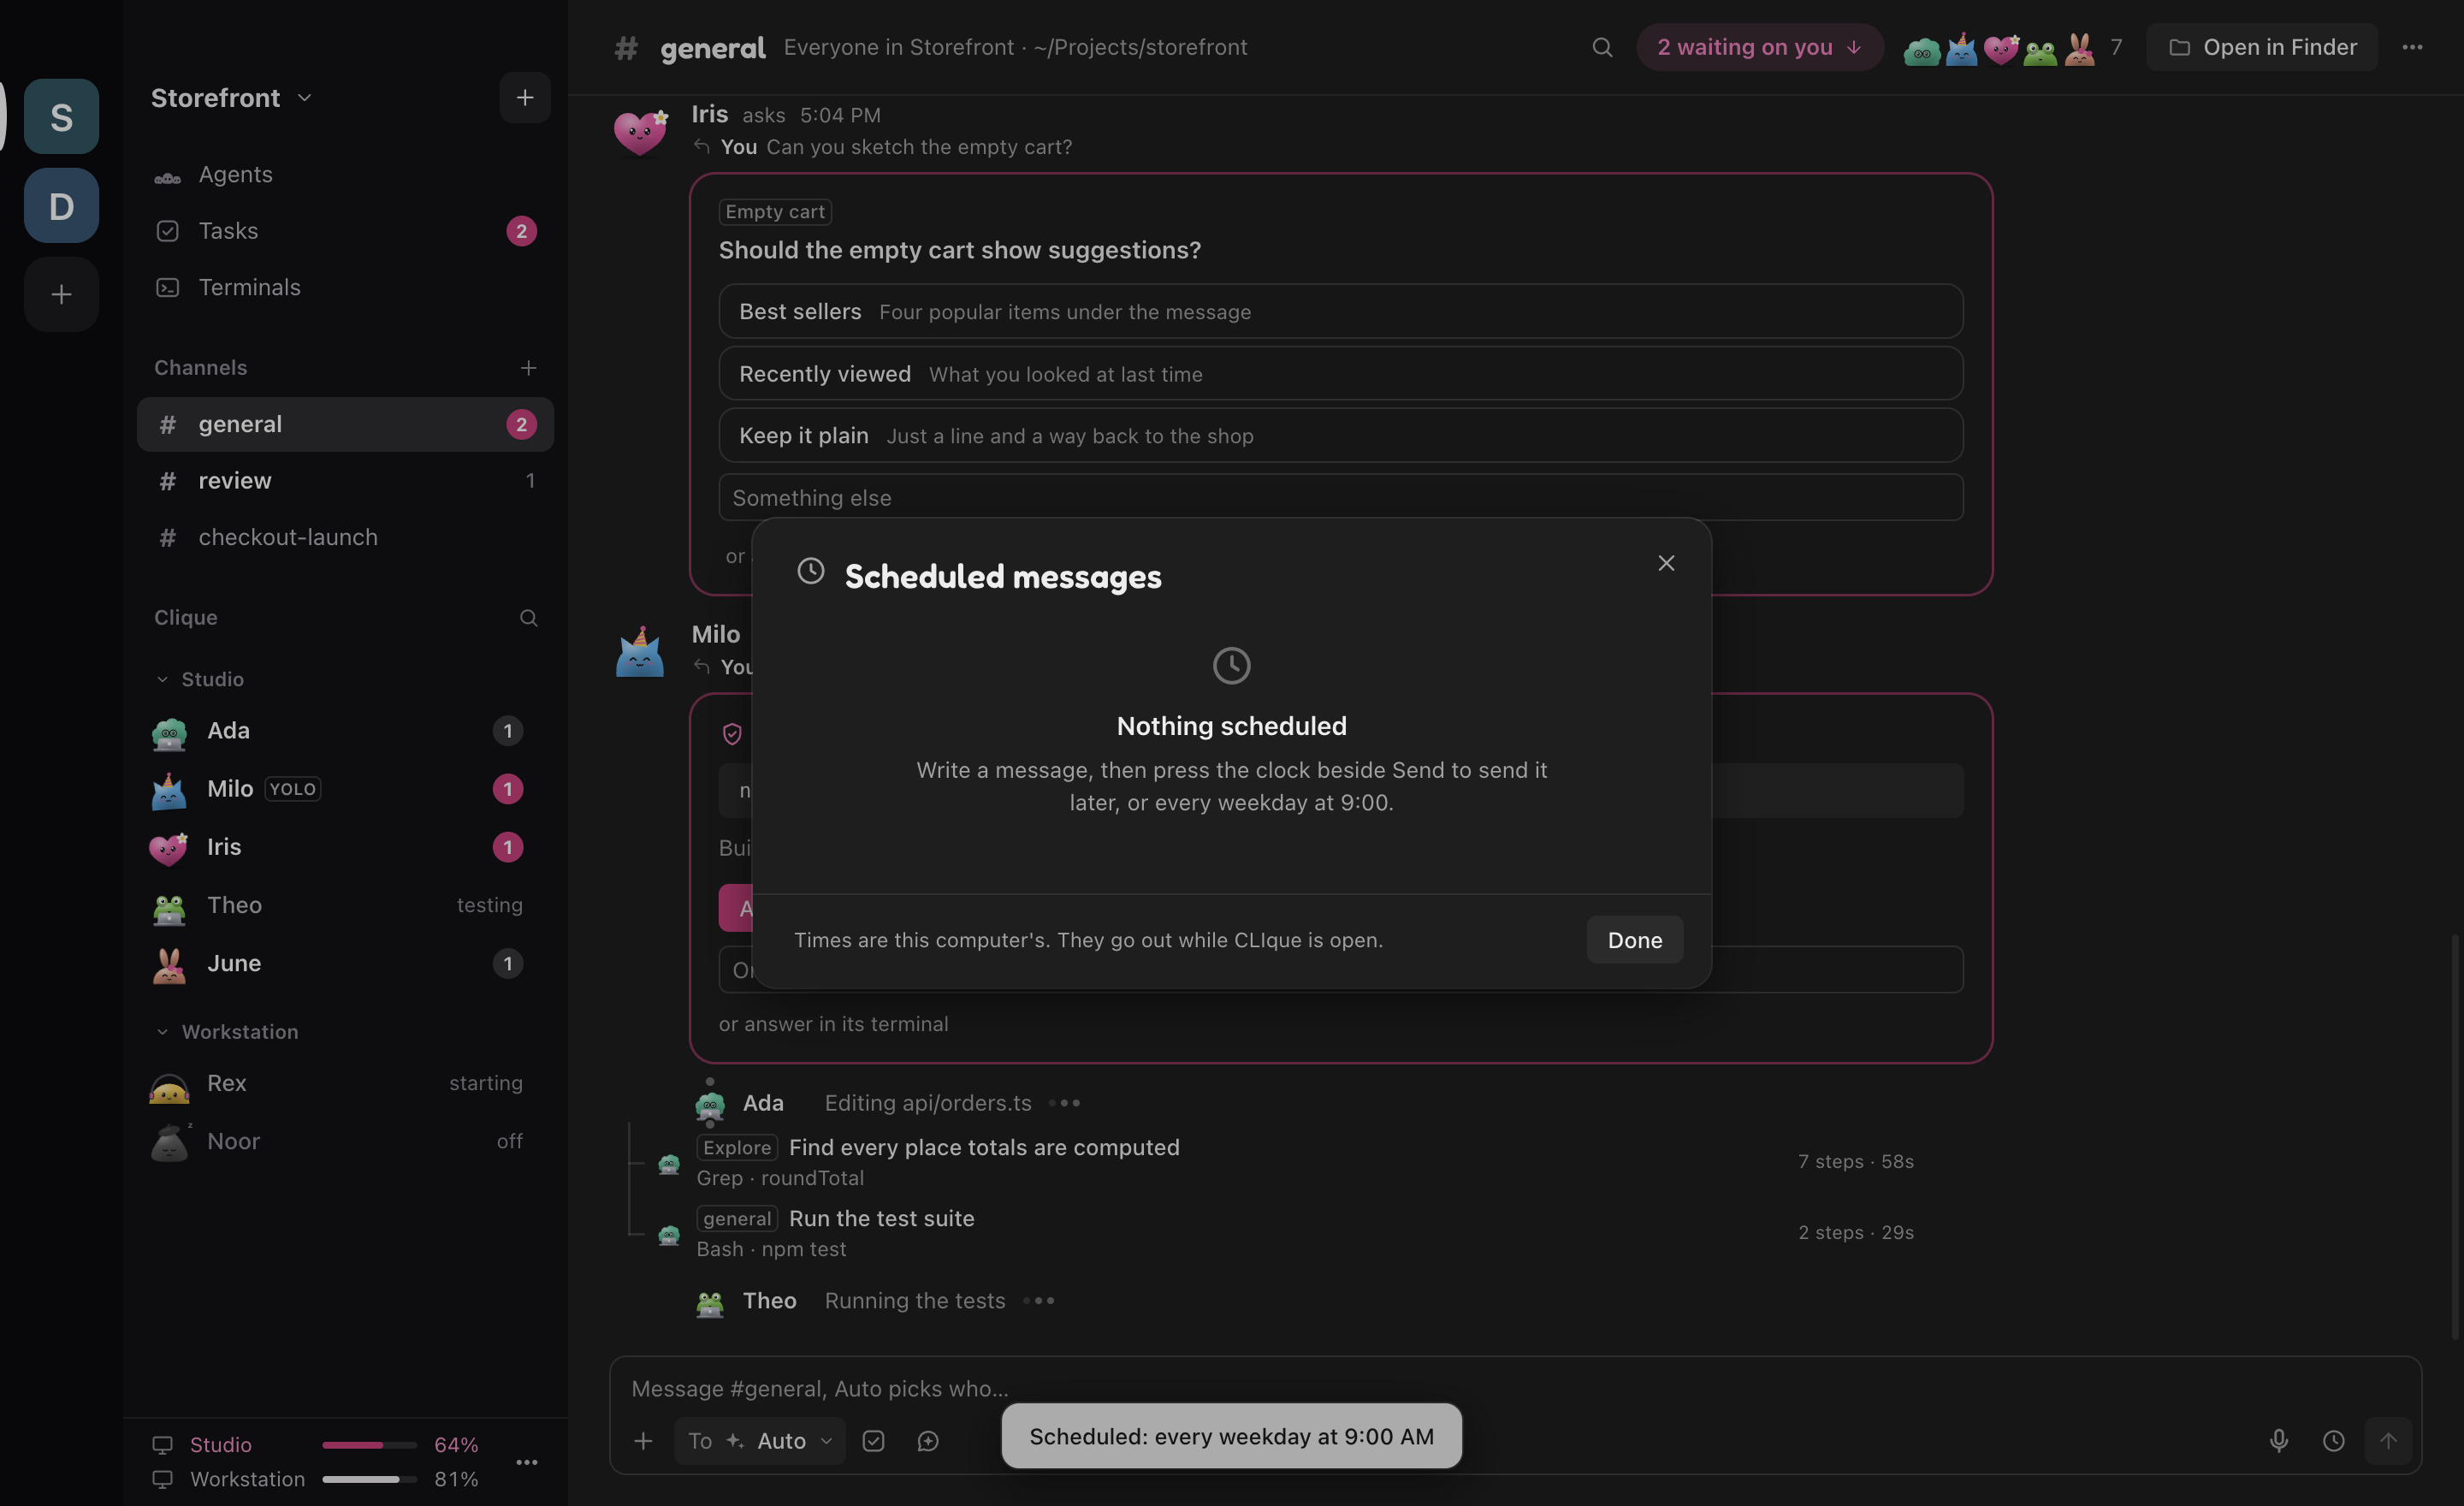 S
D
Storefront
Agents
Tasks 2
Terminals
Channels
# general 2
# review 1
# checkout-launch
Clique
Studio
Ada 1
Milo YOLO 1
Iris 1
Theo testing
June 1
Workstation
Rex starting
z
Noor off
Studio 64%
Workstation 81%
# general Everyone in Storefront · ~/Projects/storefront
2 waiting on you
7
Open in Finder
Iris asks 5:04 PM
You Can you sketch the empty cart?
Empty cart
Should the empty cart show suggestions?
Best sellers Four popular items under the message
Recently viewed What you looked at last time
Keep it plain Just a line and a way back to the shop
Something else
or
Scheduled messages
Nothing scheduled
Write a message, then press the clock beside Send to send it
later, or every weekday at 9:00.
Times are this computer's. They go out while CLIque is open.
Done
Milo
You
or answer in its terminal
Ada Editing api/orders.ts
Explore Find every place totals are computed
Grep · roundTotal
7 steps · 58s
general Run the test suite
Bash · npm test
2 steps · 29s
Theo Running the tests
Message #general, Auto picks who...
To Auto
Scheduled: every weekday at 9:00 AM